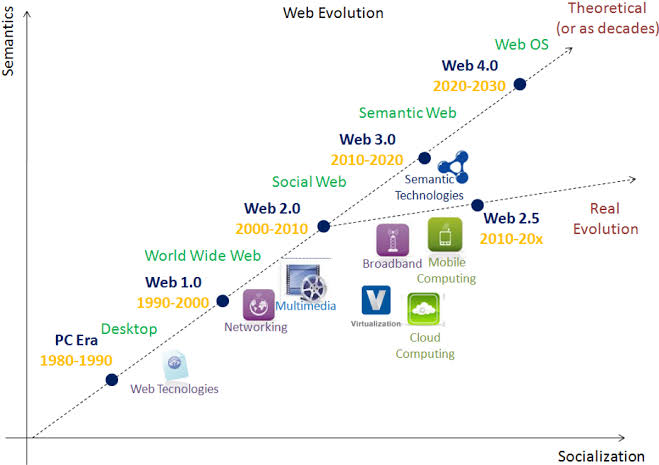 Web Evolution
Theoretical
(or as decades)
Semantics
Web OS
Web 4.0
2020-2030
Semantic Web
Web 3.0
2010-2020
Semantic
Technologies
Social Web
Web 2.0
2000-2010
Web 2.5
2010-20x
Real
Evolution
Broadband
Mobile
Computing
World Wide Web
Web 1.0
1990-2000
Multimedia
Networking
V
Virtualization
Cloud
Computing
Desktop
PC Era
1980-1990
Web Tecnologies
Socialization